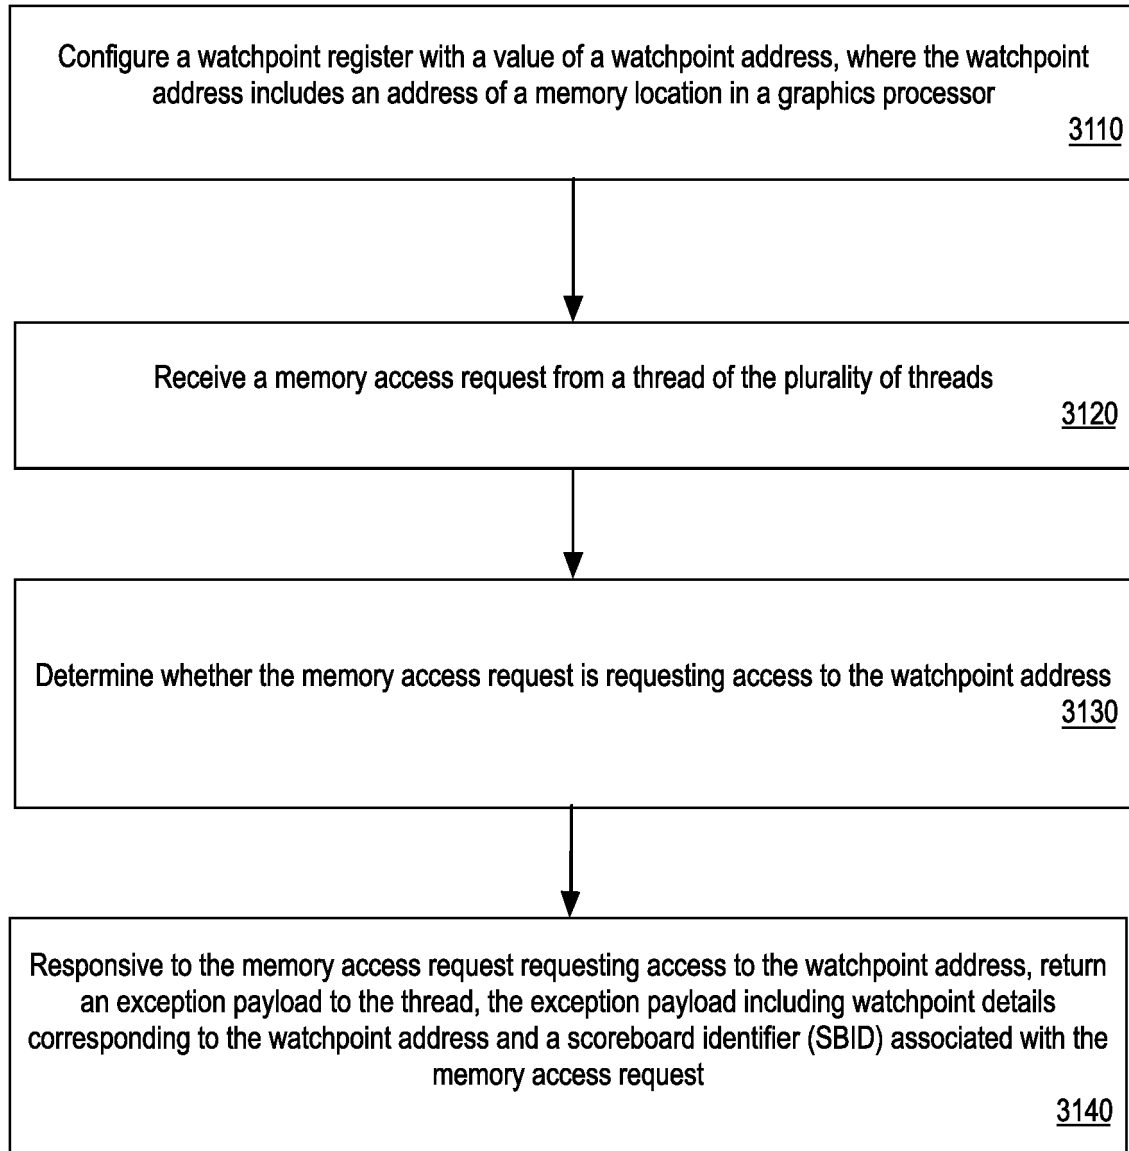 Configure a watchpoint register with a value of a watchpoint address, where the watchpoint
address includes an address of a memory location in a graphics processor
3110
Receive a memory access request from a thread of the plurality of threads
3120
Determine whether the memory access request is requesting access to the watchpoint address
3130
Responsive to the memory access request requesting access to the watchpoint address, return
an exception payload to the thread, the exception payload including watchpoint details
corresponding to the watchpoint address and a scoreboard identifier (SBID) associated with the
memory access request
3140